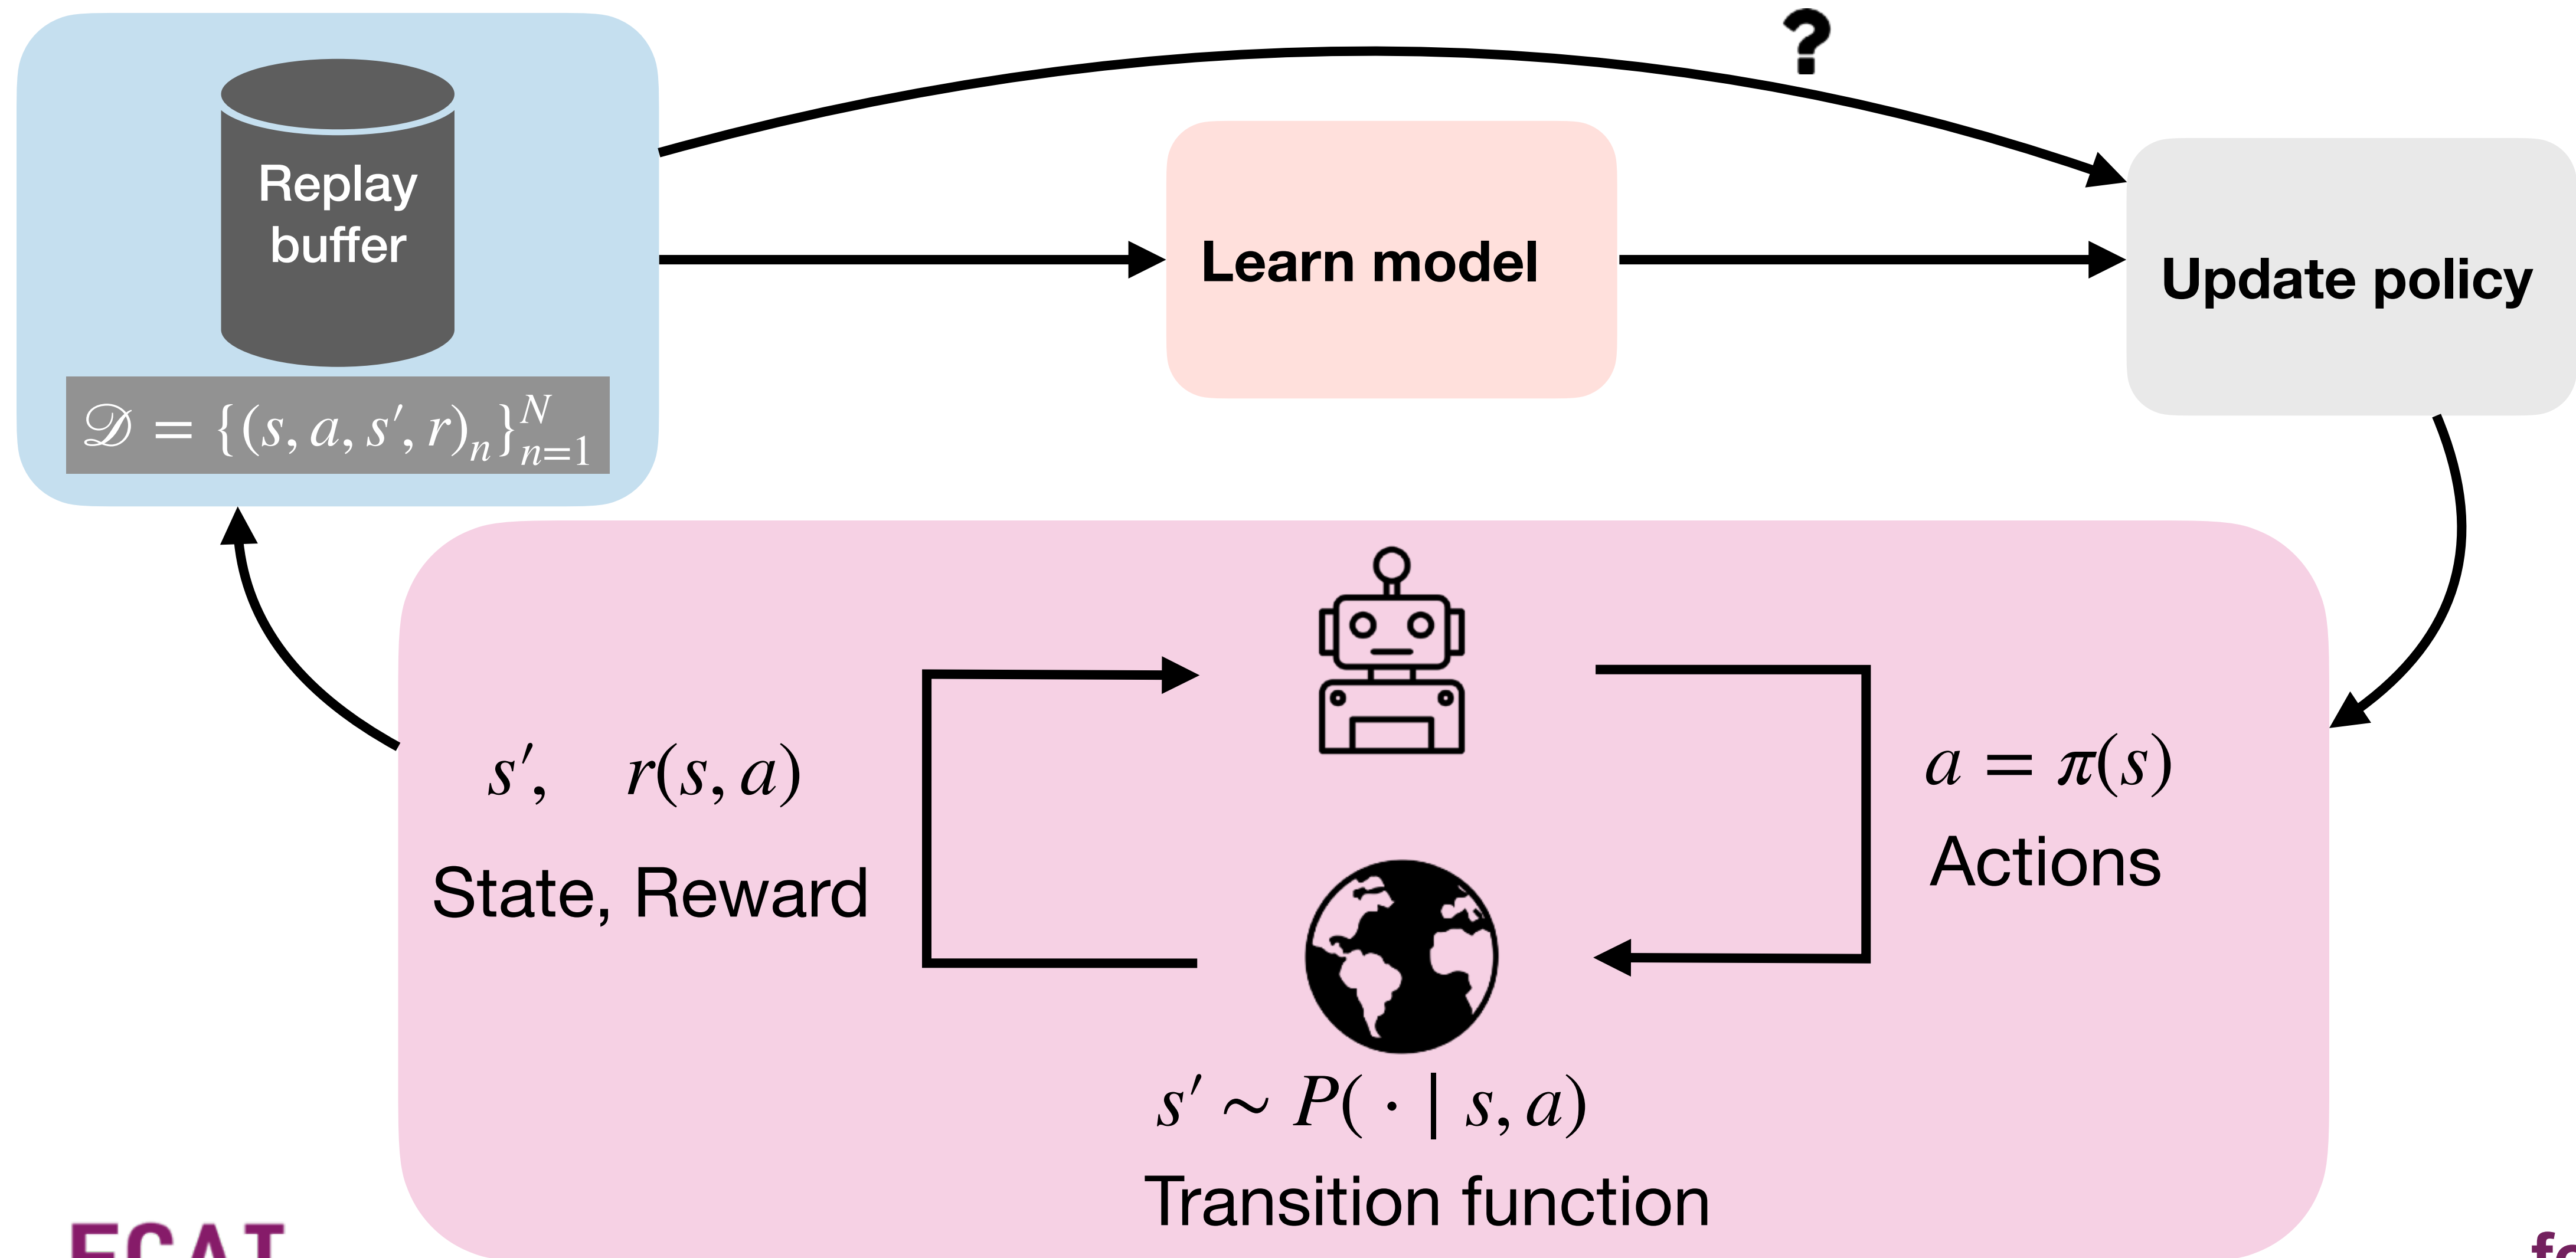 ?
Replay
buffer
𝒟 = {(s, a, s′, r)ₙ}ᴺₙ₌₁
Learn model
Update policy
s′, r(s, a)
State, Reward
a = π(s)
Actions
s′ ∼ P( · | s, a)
Transition function